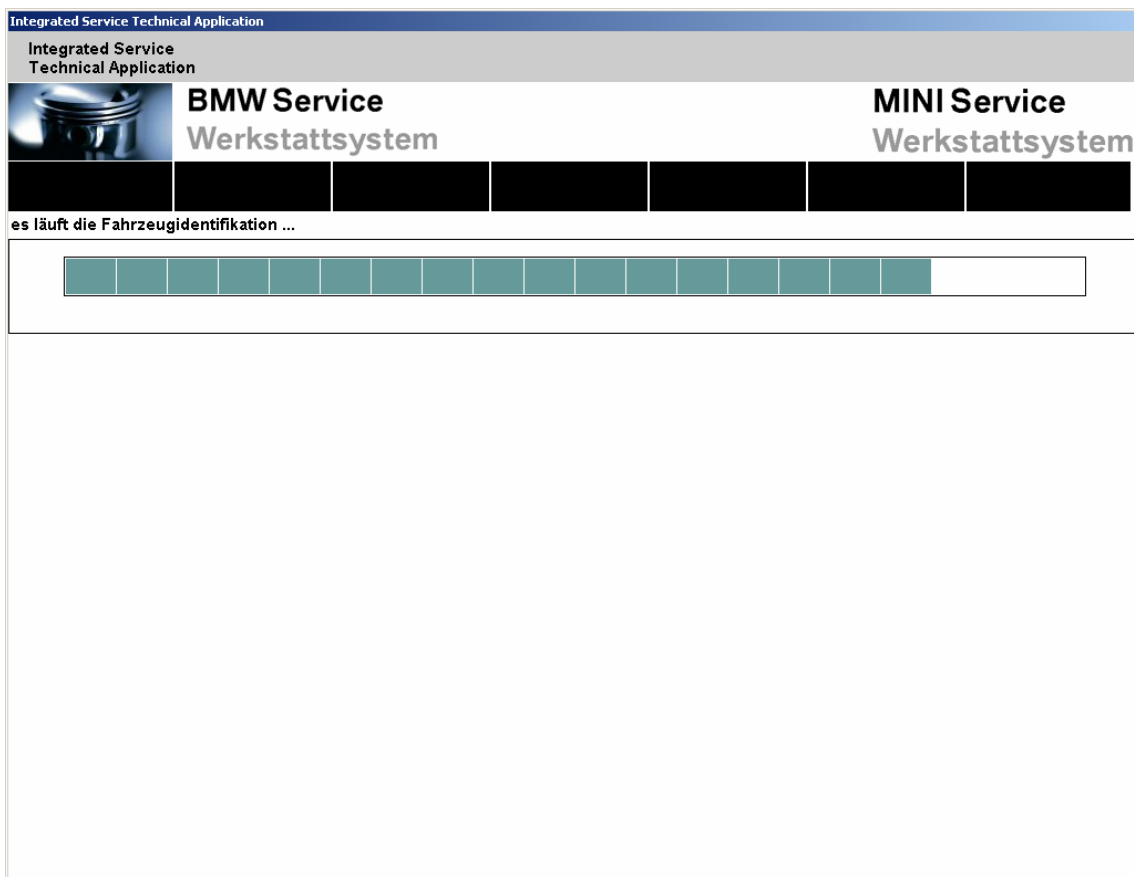 Integrated Service Technical Application
Integrated Service
Technical Application
BMW Service
Werkstattsystem
MINI Service
Werkstattsystem
es läuft die Fahrzeugidentifikation ...